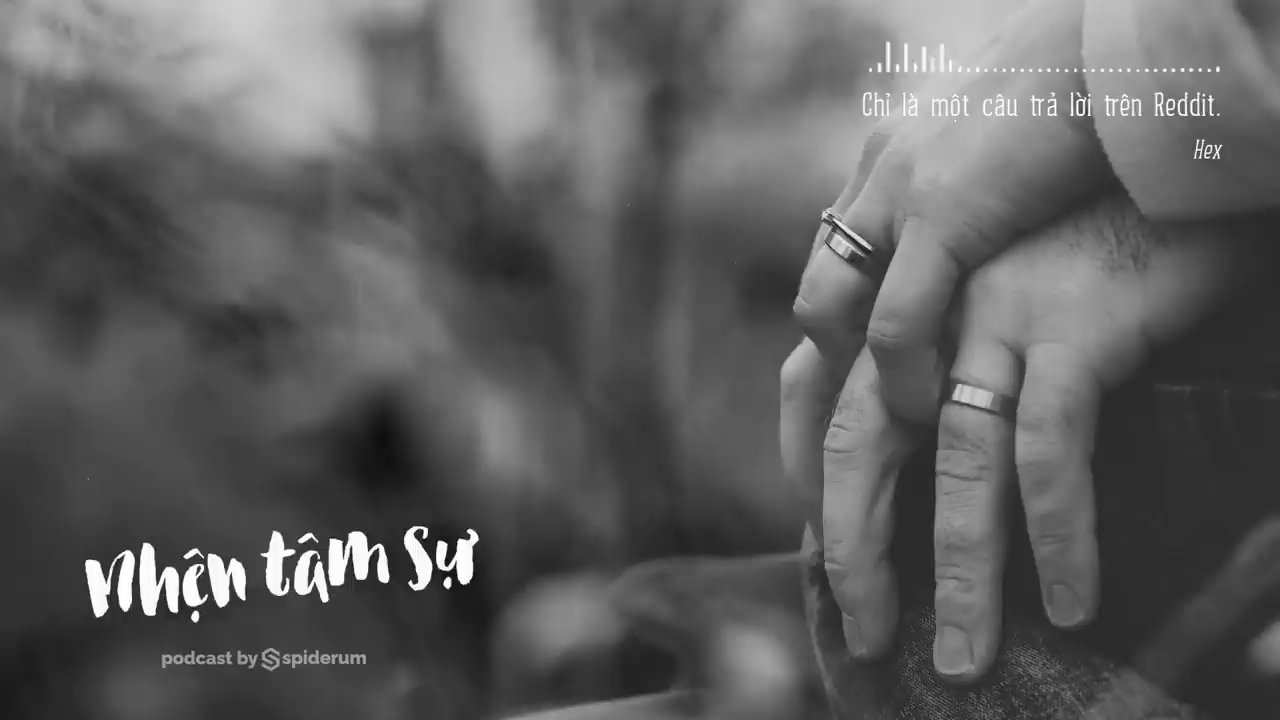 Chỉ là một câu trả lời trên Reddit.
Hex
Nhện tâm sự
podcast by spiderum